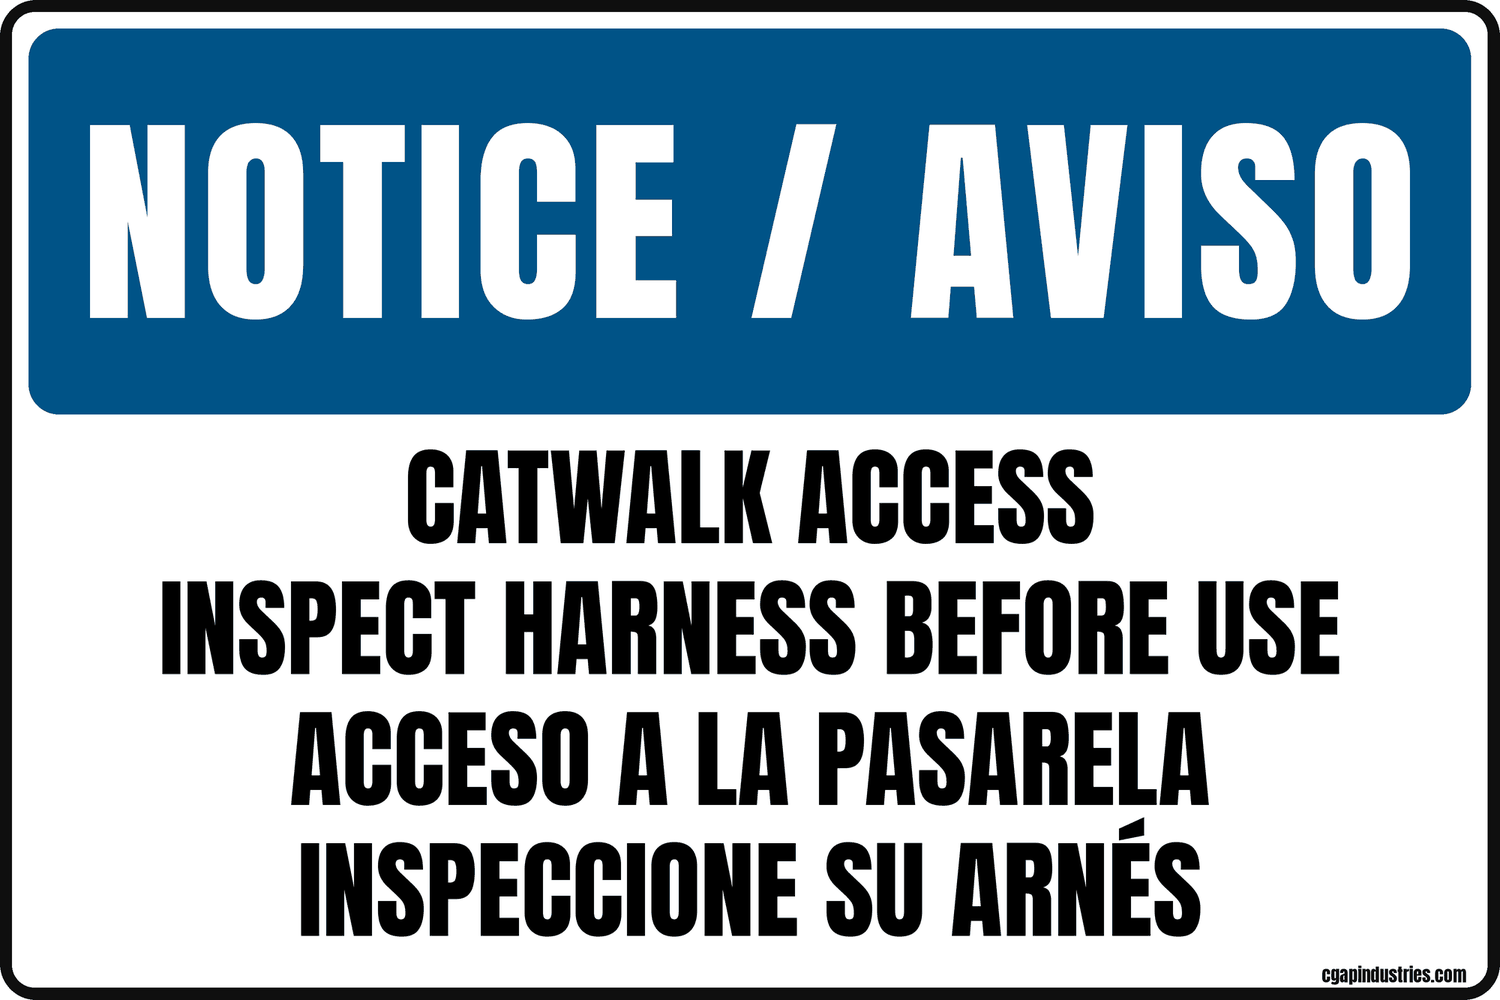 NOTICE / AVISO
CATWALK ACCESS
INSPECT HARNESS BEFORE USE
ACCESO A LA PASARELA
INSPECCIONE SU ARNÉS
cgapindustries.com